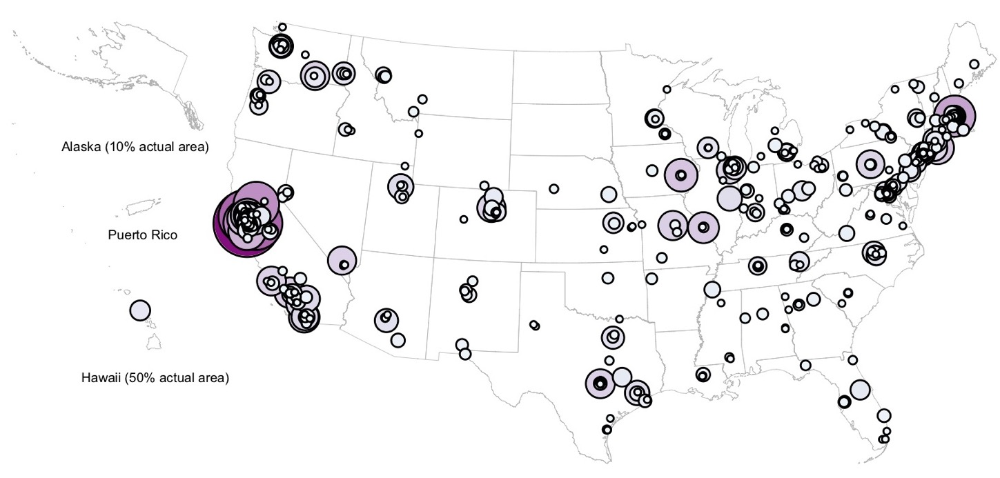 Alaska (10% actual area)
Puerto Rico
Hawaii (50% actual area)